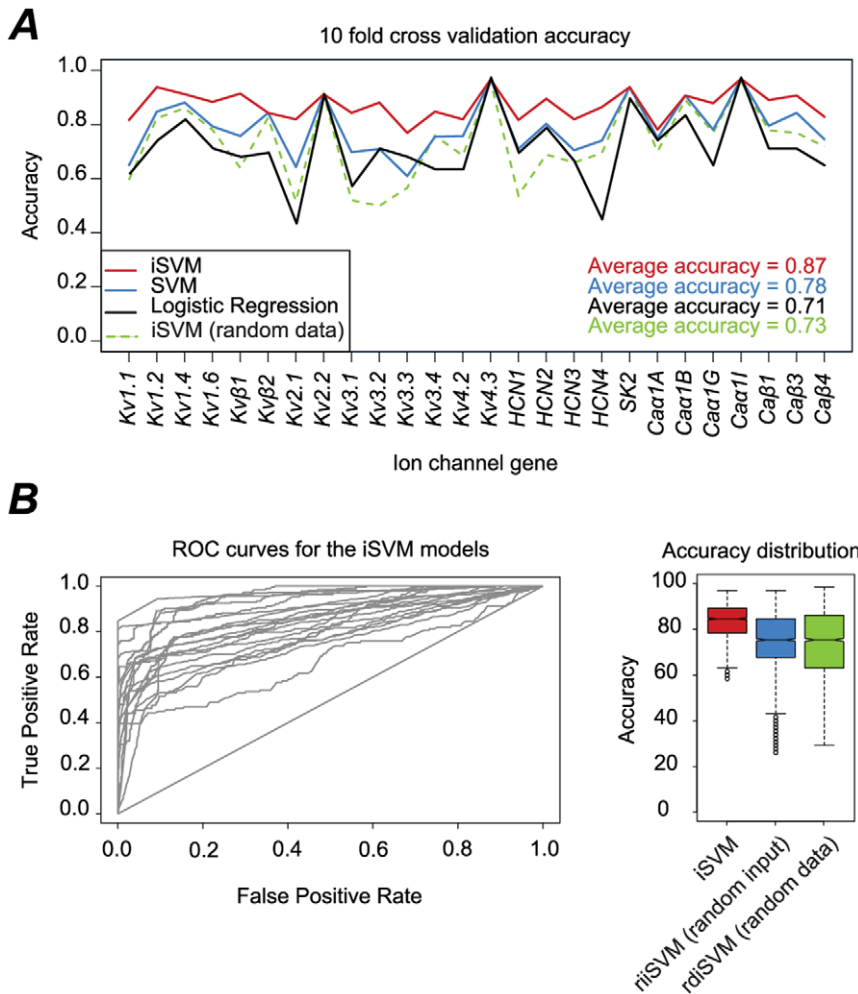 A
10 fold cross validation accuracy
Accuracy
1.0
0.8
0.6
0.4
0.2
0.0
iSVM
SVM
Logistic Regression
iSVM (random data)
Average accuracy = 0.87
Average accuracy = 0.78
Average accuracy = 0.71
Average accuracy = 0.73
Kv1.1
Kv1.2
Kv1.4
Kv1.6
Kvβ1
Kvβ2
Kv2.1
Kv2.2
Kv3.1
Kv3.2
Kv3.3
Kv3.4
Kv4.2
Kv4.3
HCN1
HCN2
HCN3
HCN4
SK2
Caα1A
Caα1B
Caα1G
Caα1I
Caβ1
Caβ3
Caβ4
Ion channel gene
B
ROC curves for the iSVM models
True Positive Rate
1.0
0.8
0.6
0.4
0.2
0.0
0.0 0.2 0.4 0.6 0.8 1.0
False Positive Rate
Accuracy distribution
Accuracy
100
80
60
40
20
0
iSVM
riiSVM (random input)
rdiSVM (random data)